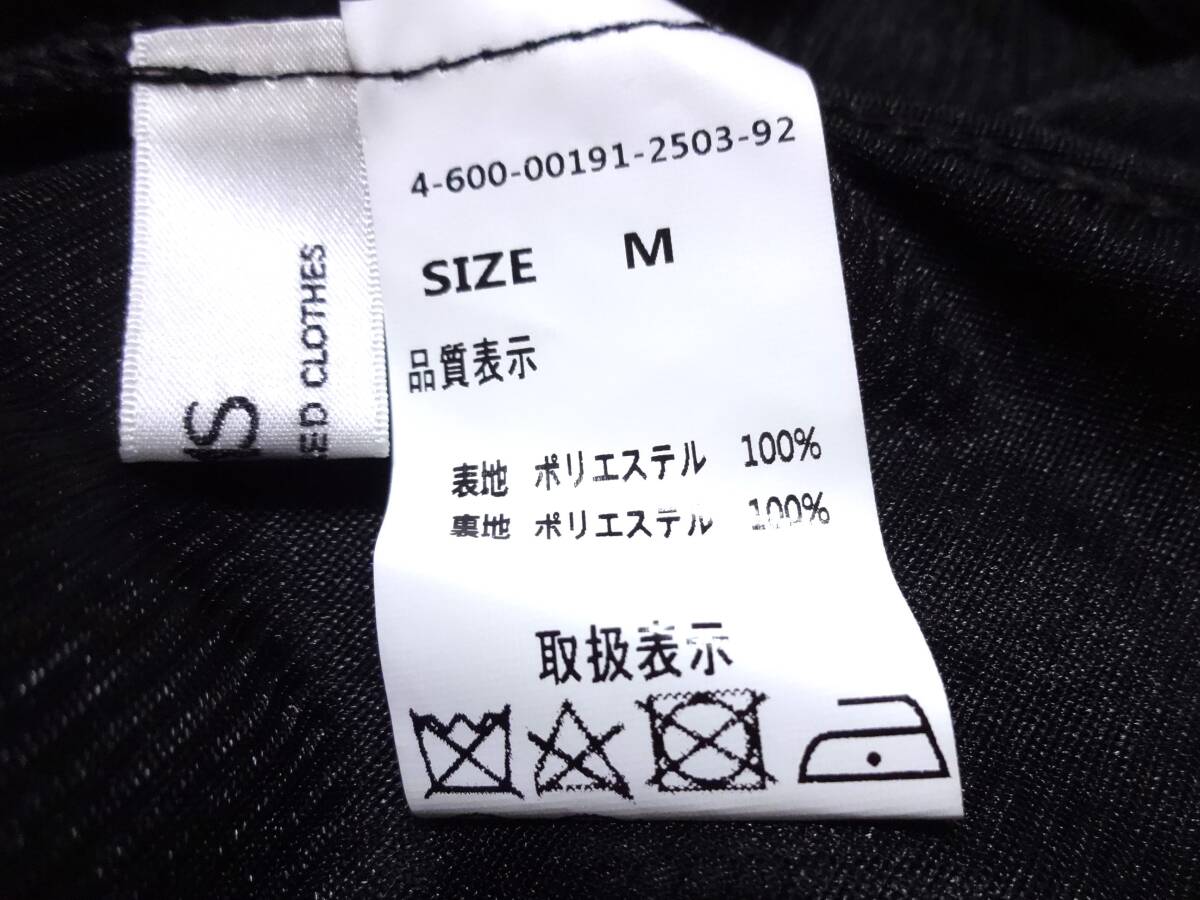 4-600-00191-2503-92
SIZE M
品質表示
表地 ポリエステル 100%
裏地 ポリエステル 100%
取扱表示
CLOTHES